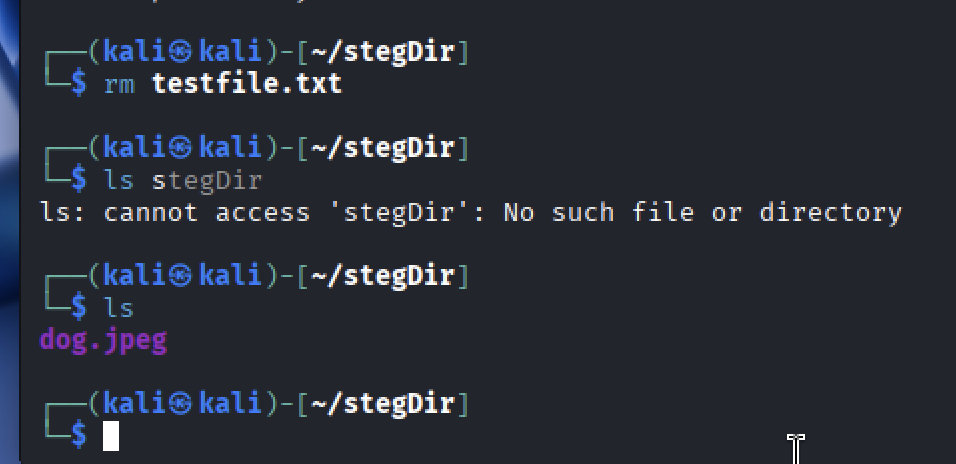 ┌──(kali㉿kali)-[~/stegDir]
└─$ rm testfile.txt
┌──(kali㉿kali)-[~/stegDir]
└─$ ls stegDir
ls: cannot access 'stegDir': No such file or directory
┌──(kali㉿kali)-[~/stegDir]
└─$ ls
dog.jpeg
┌──(kali㉿kali)-[~/stegDir]
└─$